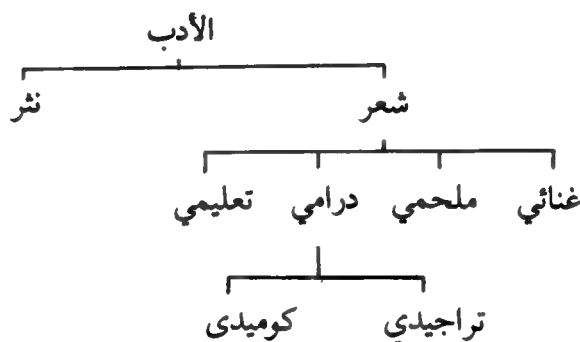 الأدب
شعر نثر
غنائي ملحمي درامي تعليمي
تراجيدي كوميدى